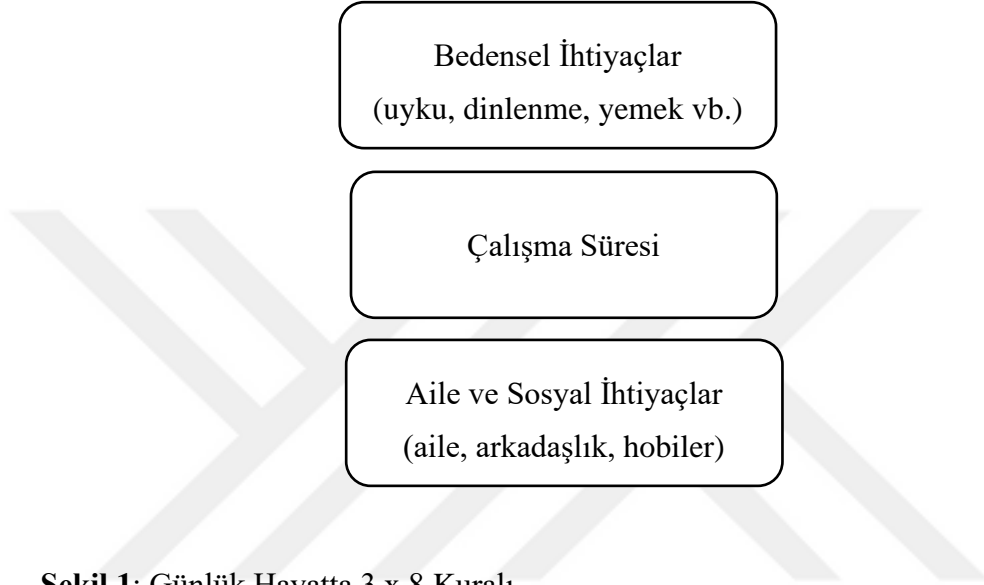 Bedensel İhtiyaçlar
(uyku, dinlenme, yemek vb.)
Çalışma Süresi
Aile ve Sosyal İhtiyaçlar
(aile, arkadaşlık, hobiler)
Şekil 1: Günlük Hayatta 3 x 8 Kuralı